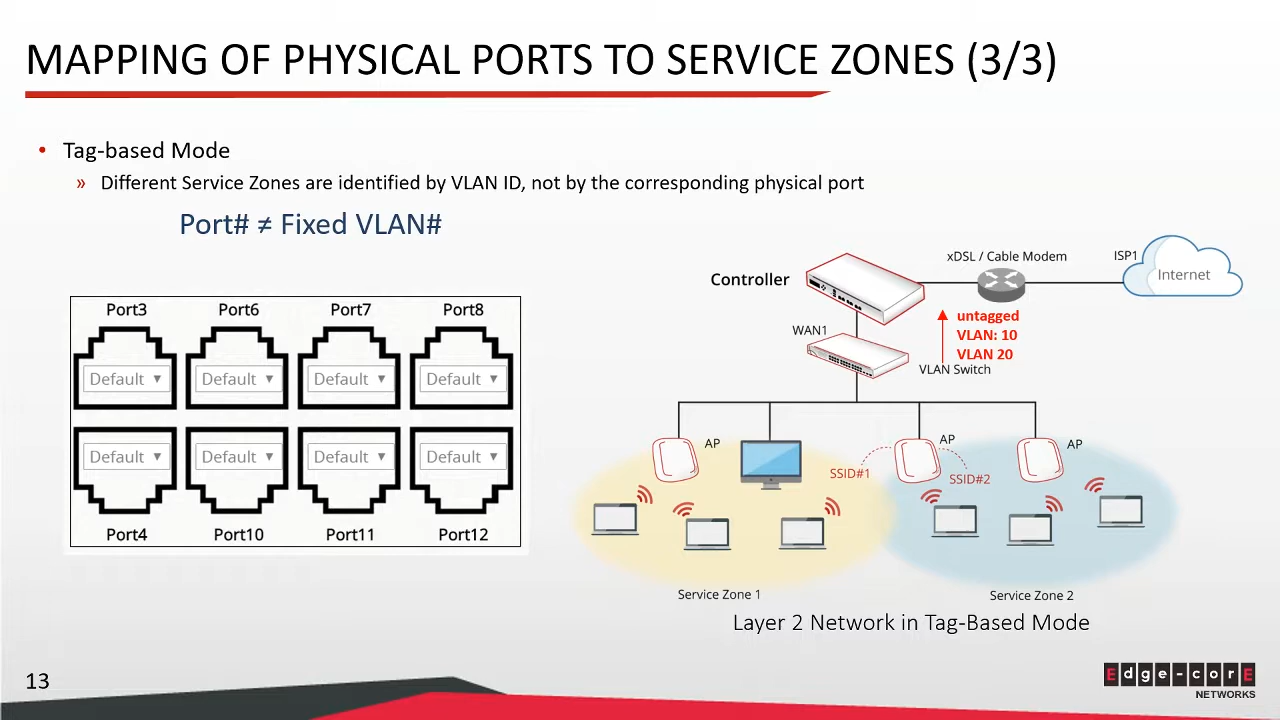 MAPPING OF PHYSICAL PORTS TO SERVICE ZONES (3/3)
• Tag-based Mode
» Different Service Zones are identified by VLAN ID, not by the corresponding physical port
Port# ≠ Fixed VLAN#
Port3 Port6 Port7 Port8
Default ▼ Default ▼ Default ▼ Default ▼
Default ▼ Default ▼ Default ▼ Default ▼
Port4 Port10 Port11 Port12
xDSL / Cable Modem
ISP1
Internet
Controller
untagged
VLAN: 10
VLAN 20
WAN1
VLAN Switch
AP
AP
AP
SSID#1
SSID#2
Service Zone 1
Service Zone 2
Layer 2 Network in Tag-Based Mode
13
Edge-corE
NETWORKS